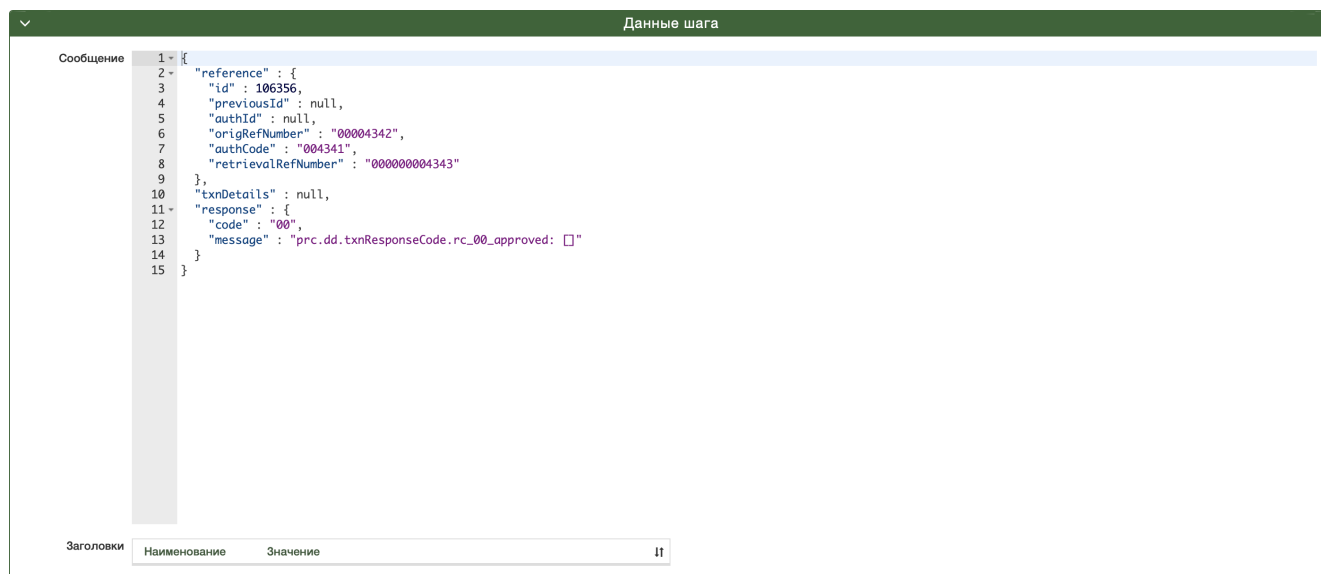 Данные шага
Сообщение
1 {
2 "reference" : {
3 "id" : 106356,
4 "previousId" : null,
5 "authId" : null,
6 "origRefNumber" : "00004342",
7 "authCode" : "004341",
8 "retrievalRefNumber" : "000000004343"
9 },
10 "txnDetails" : null,
11 "response" : {
12 "code" : "00",
13 "message" : "prc.dd.txnResponseCode.rc_00_approved: []"
14 }
15 }
Заголовки
Наименование Значение